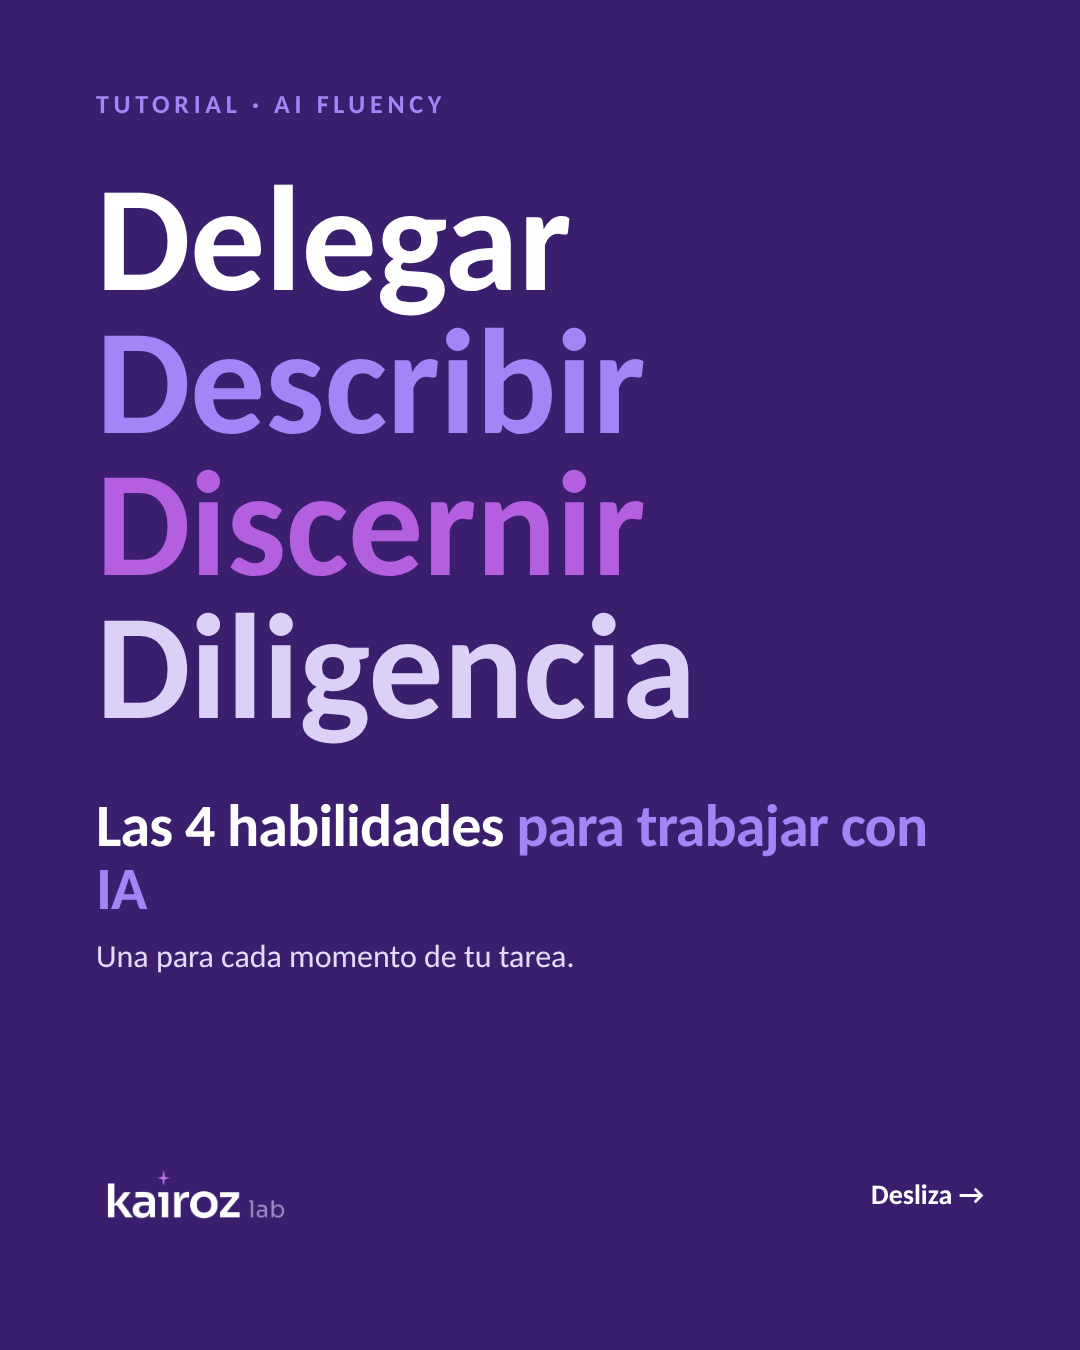 TUTORIAL · AI FLUENCY
Delegar
Describir
Discernir
Diligencia
Las 4 habilidades para trabajar con
IA
Una para cada momento de tu tarea.
kairoz lab
Desliza →